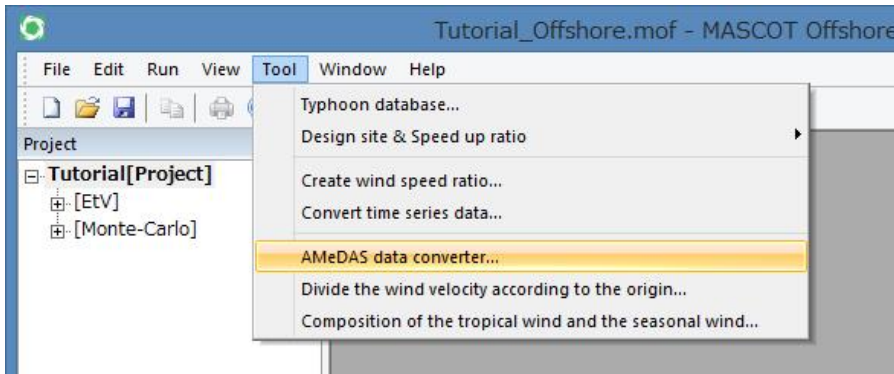 Tutorial_Offshore.mof - MASCOT Offshore
File Edit Run View Tool Window Help
Typhoon database...
Design site & Speed up ratio
Project
Tutorial[Project]
Create wind speed ratio...
[EtV]
Convert time series data...
[Monte-Carlo]
AMeDAS data converter...
Divide the wind velocity according to the origin...
Composition of the tropical wind and the seasonal wind...